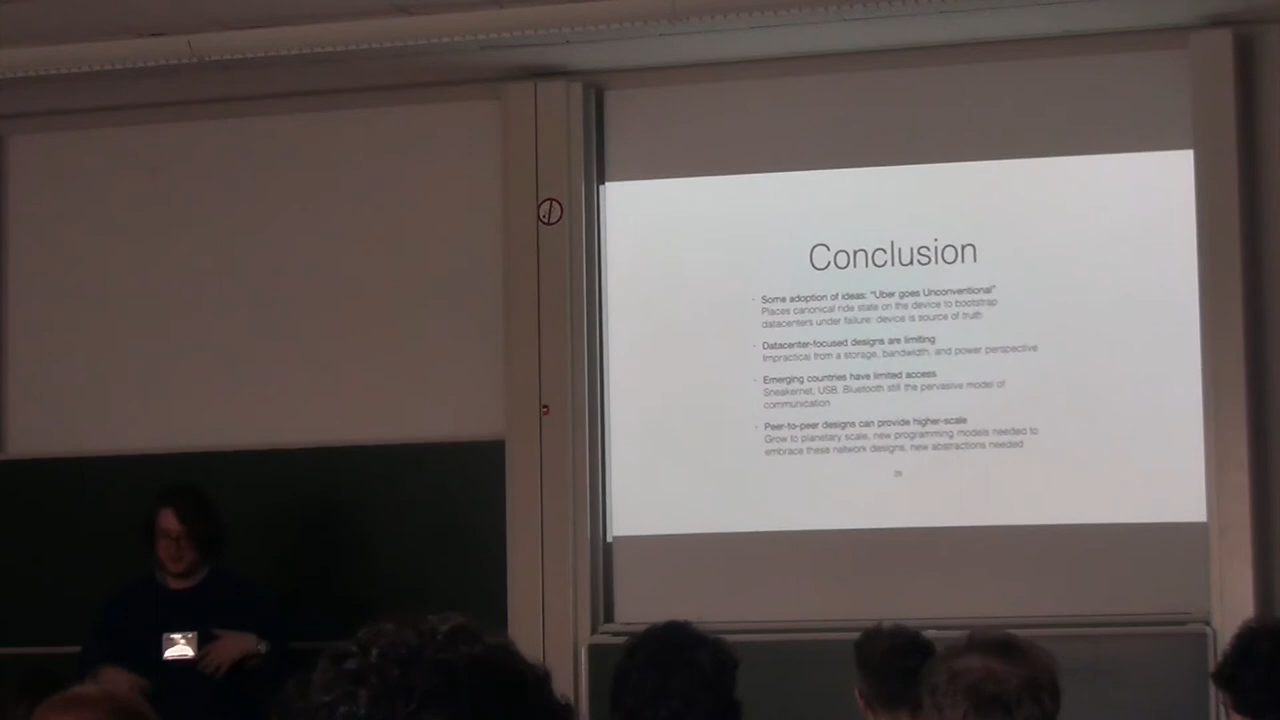 Conclusion
· Some adoption of ideas: "Uber goes Unconventional"
Places canonical ride state on the device to bootstrap
datacenters under failure: device is source of truth
· Datacenter-focused designs are limiting
Impractical from a storage, bandwidth, and power perspective
· Emerging countries have limited access
Sneakernet, USB, Bluetooth still the pervasive model of
communication
· Peer-to-peer designs can provide higher-scale
Grow to planetary scale, new programming models needed to
embrace these network designs, new abstractions needed